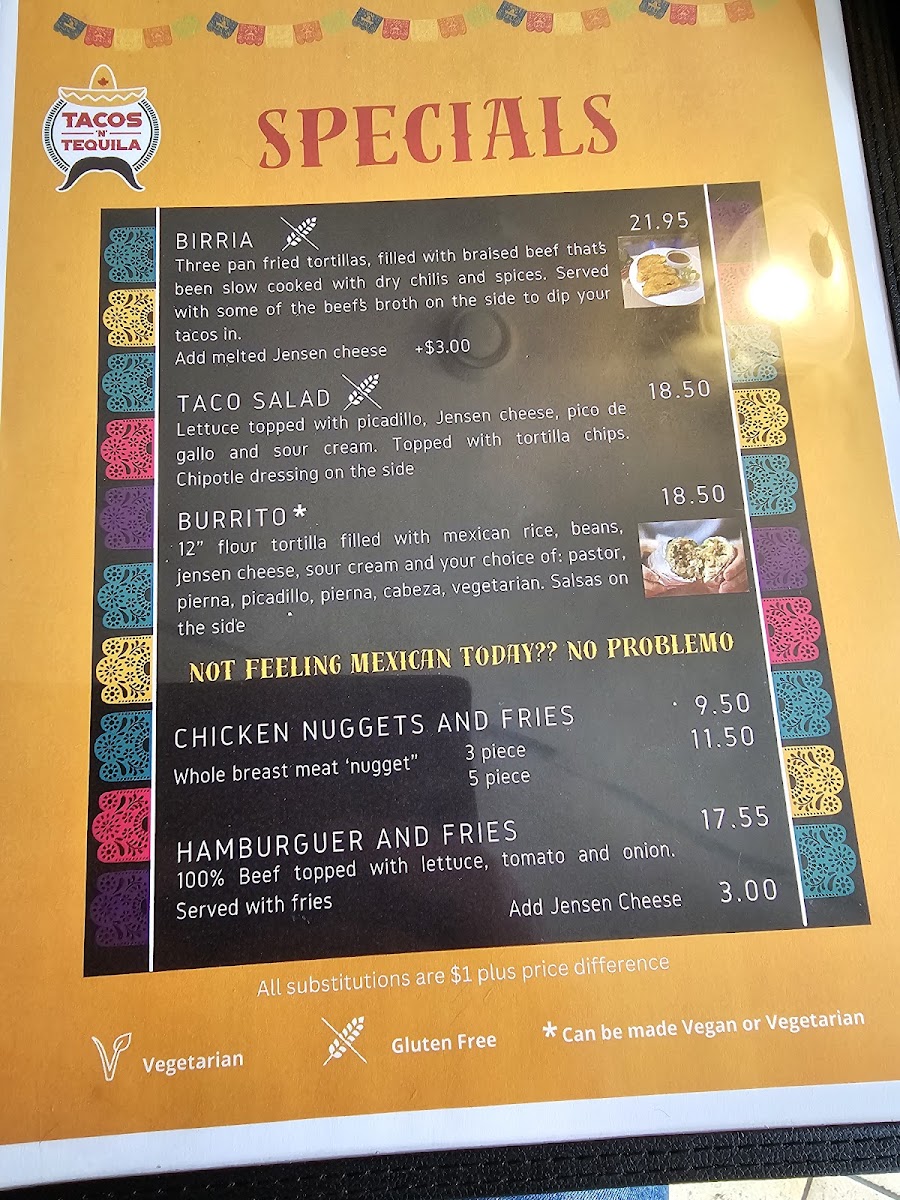 TACOS
'N'
TEQUILA
SPECIALS
BIRRIA 21.95
Three pan fried tortillas, filled with braised beef that's
been slow cooked with dry chilis and spices. Served
with some of the beef's broth on the side to dip your
tacos in.
Add melted Jensen cheese +$3.00
TACO SALAD 18.50
Lettuce topped with picadillo, Jensen cheese, pico de
gallo and sour cream. Topped with tortilla chips.
Chipotle dressing on the side
BURRITO* 18.50
12” flour tortilla filled with mexican rice, beans,
jensen cheese, sour cream and your choice of: pastor,
pierna, picadillo, pierna, cabeza, vegetarian. Salsas on
the side
NOT FEELING MEXICAN TODAY?? NO PROBLEMO
CHICKEN NUGGETS AND FRIES 9.50
Whole breast meat ‘nugget” 3 piece 11.50
5 piece
HAMBURGUER AND FRIES 17.55
100% Beef topped with lettuce, tomato and onion.
Served with fries Add Jensen Cheese 3.00
All substitutions are $1 plus price difference
Vegetarian Gluten Free * Can be made Vegan or Vegetarian